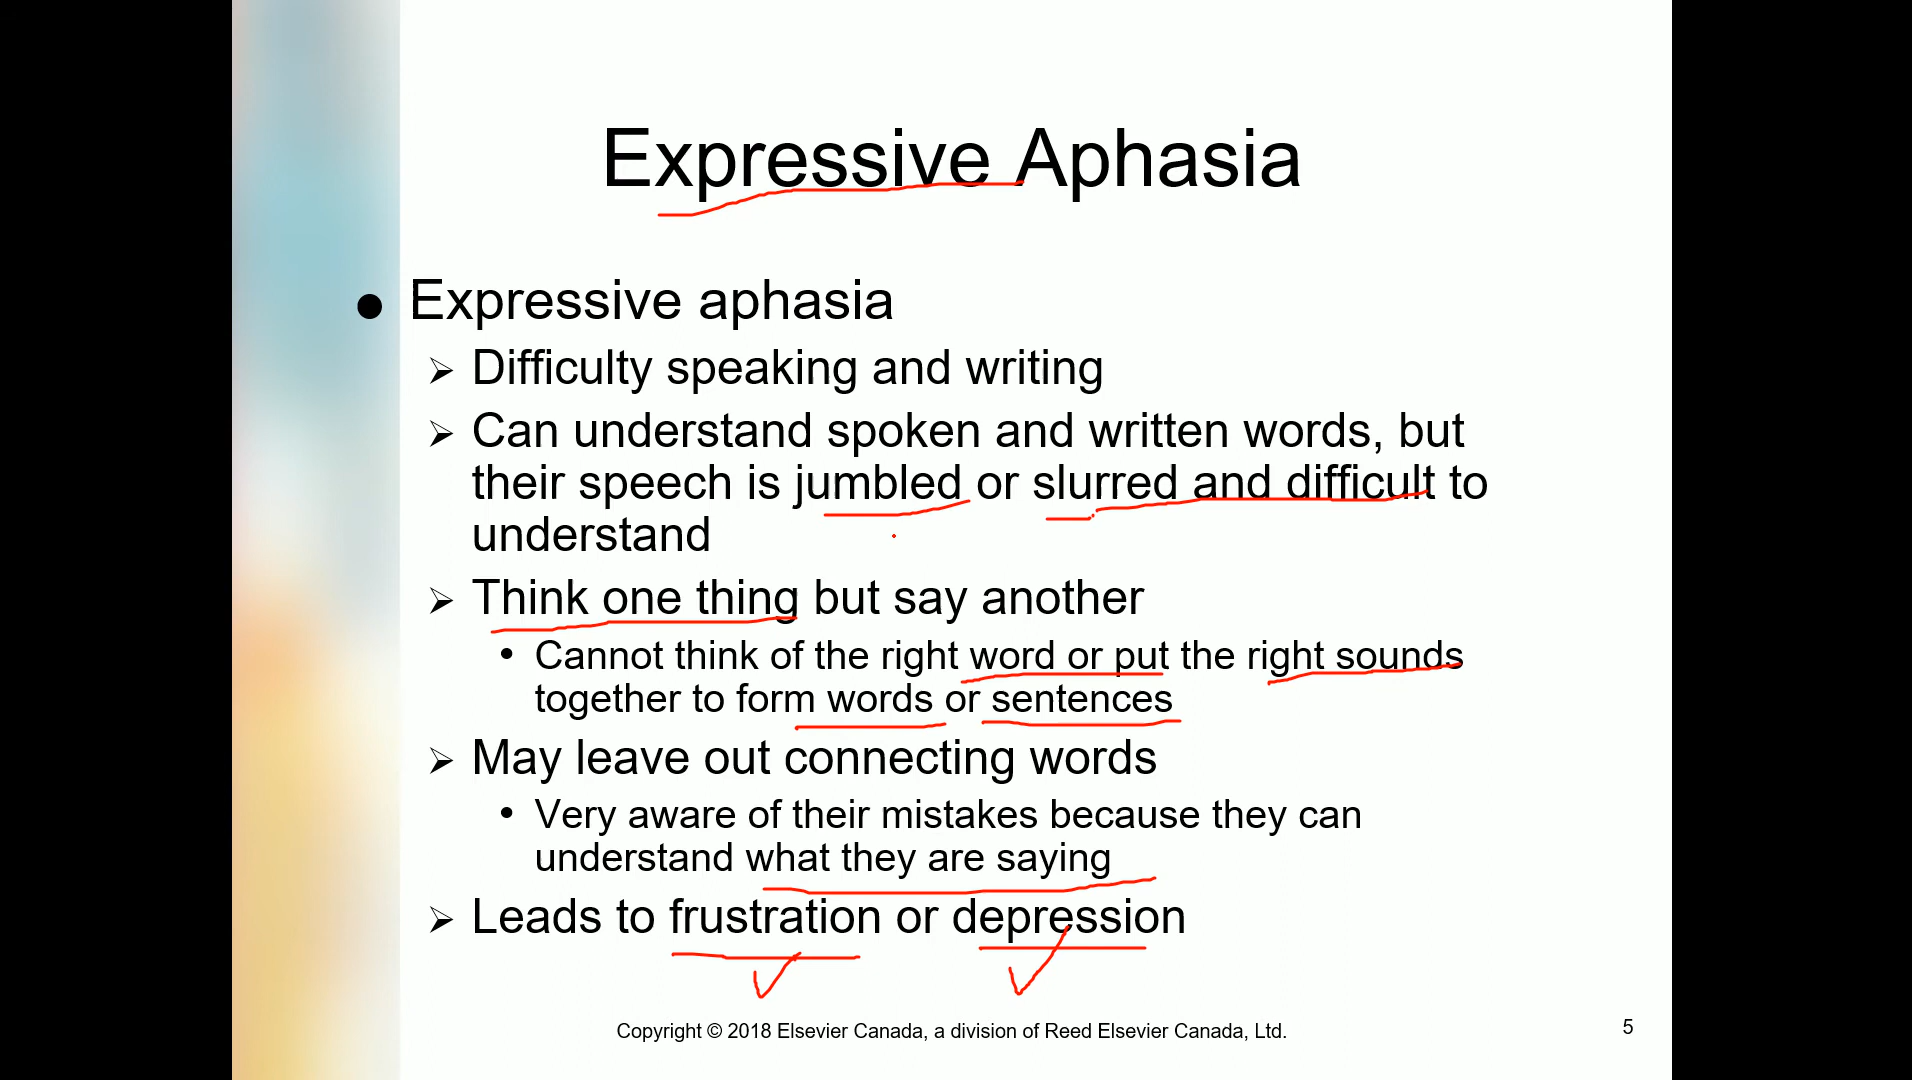 Expressive Aphasia
● Expressive aphasia
➢ Difficulty speaking and writing
➢ Can understand spoken and written words, but
their speech is jumbled or slurred and difficult to
understand
➢ Think one thing but say another
• Cannot think of the right word or put the right sounds
together to form words or sentences
➢ May leave out connecting words
• Very aware of their mistakes because they can
understand what they are saying
➢ Leads to frustration or depression
Copyright © 2018 Elsevier Canada, a division of Reed Elsevier Canada, Ltd.
5